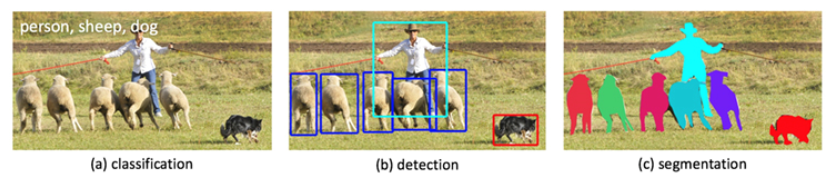 person, sheep, dog
(a) classification
(b) detection
(c) segmentation